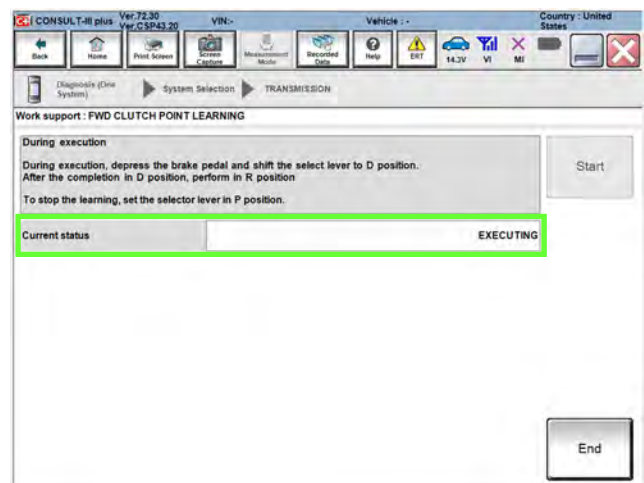 CONSULT-III plus Ver.72.30 VIN:- Vehicle : - Country : United
Ver.CSP43.20 States
Back Home Print Screen Screen Capture Measurement Mode Recorded Data Help ERT 14.3V VI MI
Diagnosis (One System) System Selection TRANSMISSION
Work support : FWD CLUTCH POINT LEARNING
During execution
During execution, depress the brake pedal and shift the select lever to D position.
After the completion in D position, perform in R position
To stop the learning, set the selector lever in P position.
Start
Current status EXECUTING
End